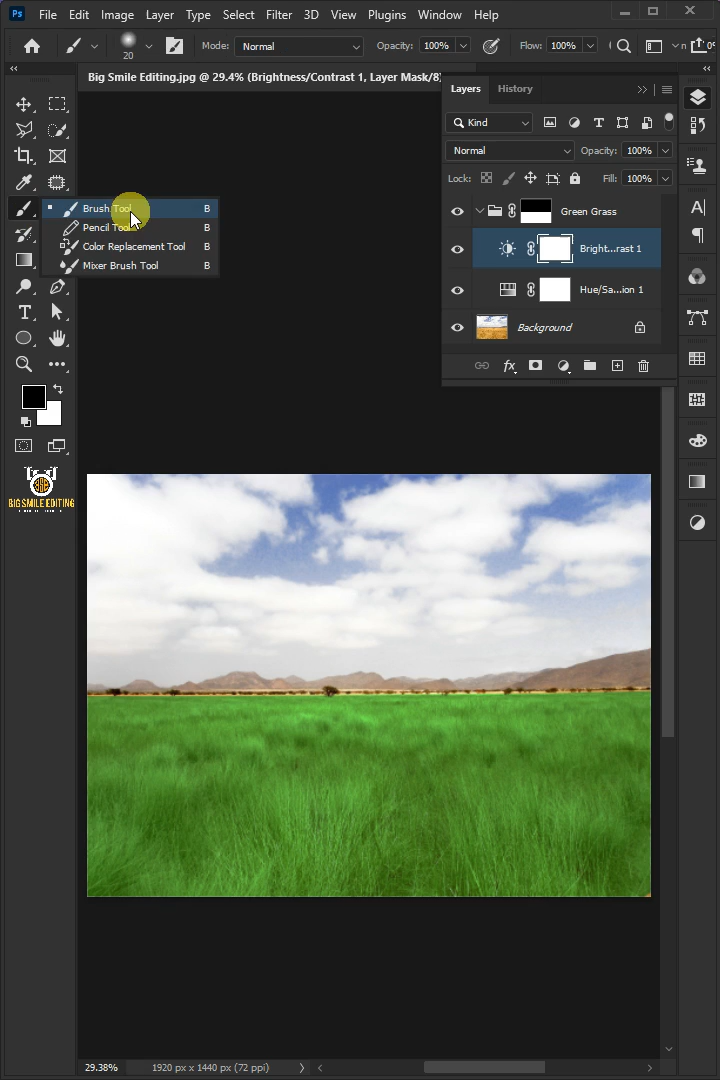 Ps File Edit Image Layer Type Select Filter 3D View Plugins Window Help
20 Mode: Normal Opacity: 100% Flow: 100% 0°
Big Smile Editing.jpg @ 29.4% (Brightness/Contrast 1, Layer Mask/8)
Layers History
Kind
Normal Opacity: 100%
Lock: Fill: 100%
Brush Tool B
Pencil Tool B
Color Replacement Tool B
Mixer Brush Tool B
Green Grass
Bright...rast 1
Hue/Sa...ion 1
Background
fx
BIG SMILE EDITING
29.38% 1920 px x 1440 px (72 ppi)